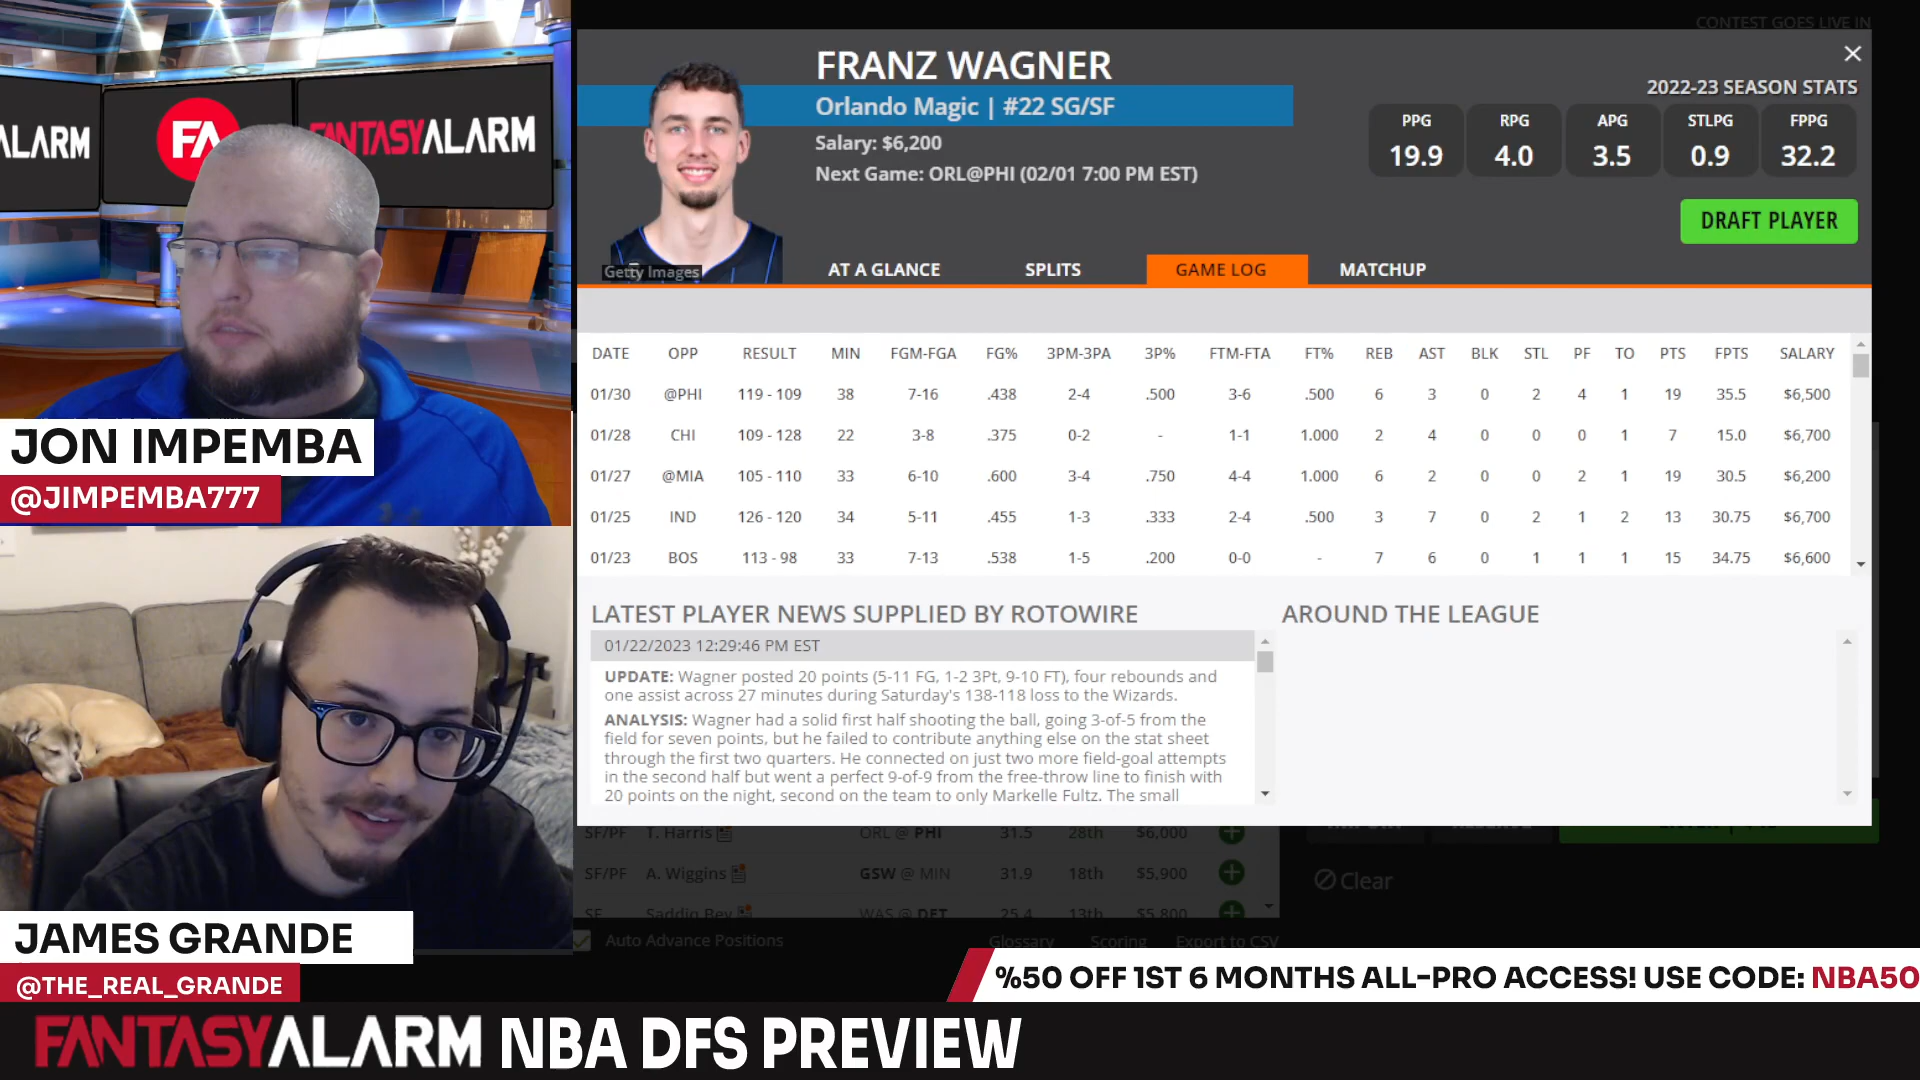 CONTEST GOES LIVE IN
ALARM
FA
FANTASYALARM
JON IMPEMBA
@JIMPEMBA777
JAMES GRANDE
@THE_REAL_GRANDE
FRANZ WAGNER
Orlando Magic | #22 SG/SF
Salary: $6,200
Next Game: ORL@PHI (02/01 7:00 PM EST)
Getty Images
2022-23 SEASON STATS
PPG RPG APG STLPG FPPG
19.9 4.0 3.5 0.9 32.2
DRAFT PLAYER
AT A GLANCE SPLITS GAME LOG MATCHUP
DATE OPP RESULT MIN FGM-FGA FG% 3PM-3PA 3P% FTM-FTA FT% REB AST BLK STL PF TO PTS FPTS SALARY
01/30 @PHI 119 - 109 38 7-16 .438 2-4 .500 3-6 .500 6 3 0 2 4 1 19 35.5 $6,500
01/28 CHI 109 - 128 22 3-8 .375 0-2 - 1-1 1.000 2 4 0 0 0 1 7 15.0 $6,700
01/27 @MIA 105 - 110 33 6-10 .600 3-4 .750 4-4 1.000 6 2 0 0 2 1 19 30.5 $6,200
01/25 IND 126 - 120 34 5-11 .455 1-3 .333 2-4 .500 3 7 0 2 1 2 13 30.75 $6,700
01/23 BOS 113 - 98 33 7-13 .538 1-5 .200 0-0 - 7 6 0 1 1 1 15 34.75 $6,600
LATEST PLAYER NEWS SUPPLIED BY ROTOWIRE
01/22/2023 12:29:46 PM EST
UPDATE: Wagner posted 20 points (5-11 FG, 1-2 3Pt, 9-10 FT), four rebounds and
one assist across 27 minutes during Saturday's 138-118 loss to the Wizards.
ANALYSIS: Wagner had a solid first half shooting the ball, going 3-of-5 from the
field for seven points, but he failed to contribute anything else on the stat sheet
through the first two quarters. He connected on just two more field-goal attempts
in the second half but went a perfect 9-of-9 from the free-throw line to finish with
20 points on the night, second on the team to only Markelle Fultz. The small
AROUND THE LEAGUE
SF/PF T. Harris ORL @ PHI 31.5 28th $6,000
SF/PF A. Wiggins GSW @ MIN 31.9 18th $5,900
SF Saddiq Bey WAS @ DET 25.4 13th $5,800
Clear
Auto Advance Positions
Glossary Scoring Export to CSV
%50 OFF 1ST 6 MONTHS ALL-PRO ACCESS! USE CODE: NBA50
FANTASYALARM NBA DFS PREVIEW